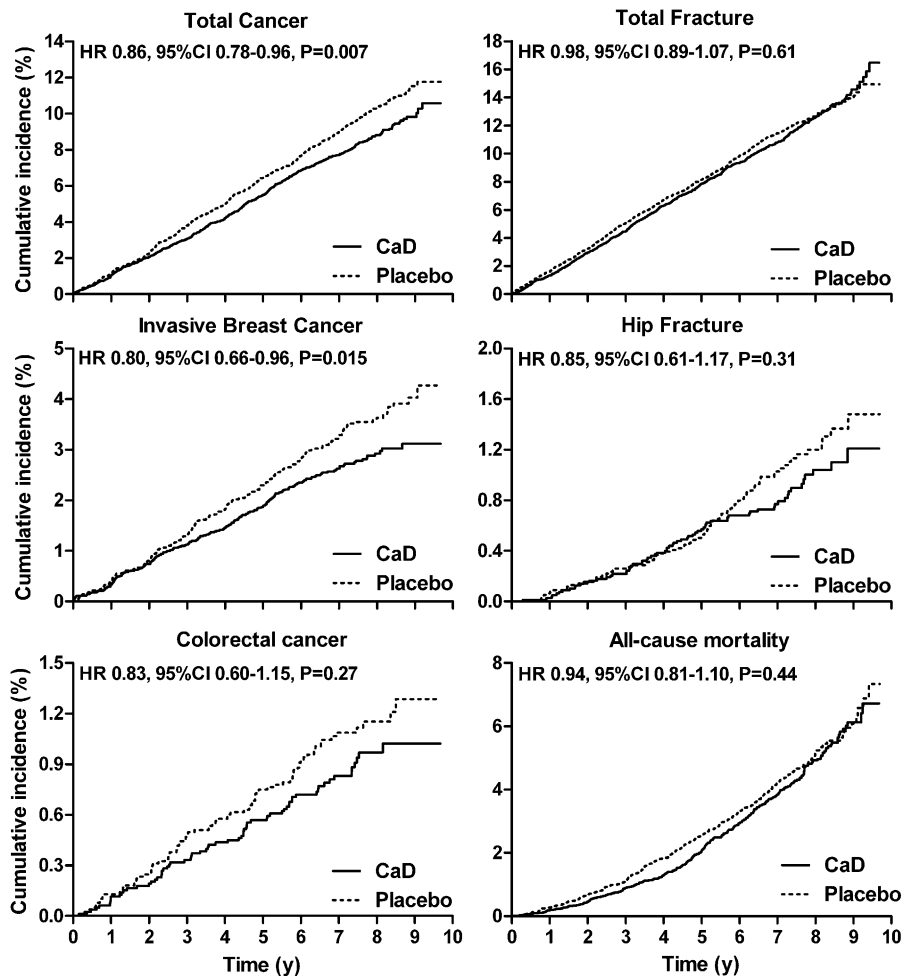 Total Cancer
HR 0.86, 95%CI 0.78-0.96, P=0.007
Cumulative incidence (%)
14
12
10
8
6
4
2
0
CaD
Placebo
Total Fracture
HR 0.98, 95%CI 0.89-1.07, P=0.61
18
16
14
12
10
8
6
4
2
0
CaD
Placebo
Invasive Breast Cancer
HR 0.80, 95%CI 0.66-0.96, P=0.015
Cumulative incidence (%)
5
4
3
2
1
0
CaD
Placebo
Hip Fracture
HR 0.85, 95%CI 0.61-1.17, P=0.31
2.0
1.6
1.2
0.8
0.4
0.0
CaD
Placebo
Colorectal cancer
HR 0.83, 95%CI 0.60-1.15, P=0.27
Cumulative incidence (%)
1.5
1.2
0.9
0.6
0.3
0.0
CaD
Placebo
0 1 2 3 4 5 6 7 8 9 10
Time (y)
All-cause mortality
HR 0.94, 95%CI 0.81-1.10, P=0.44
8
6
4
2
0
CaD
Placebo
0 1 2 3 4 5 6 7 8 9 10
Time (y)